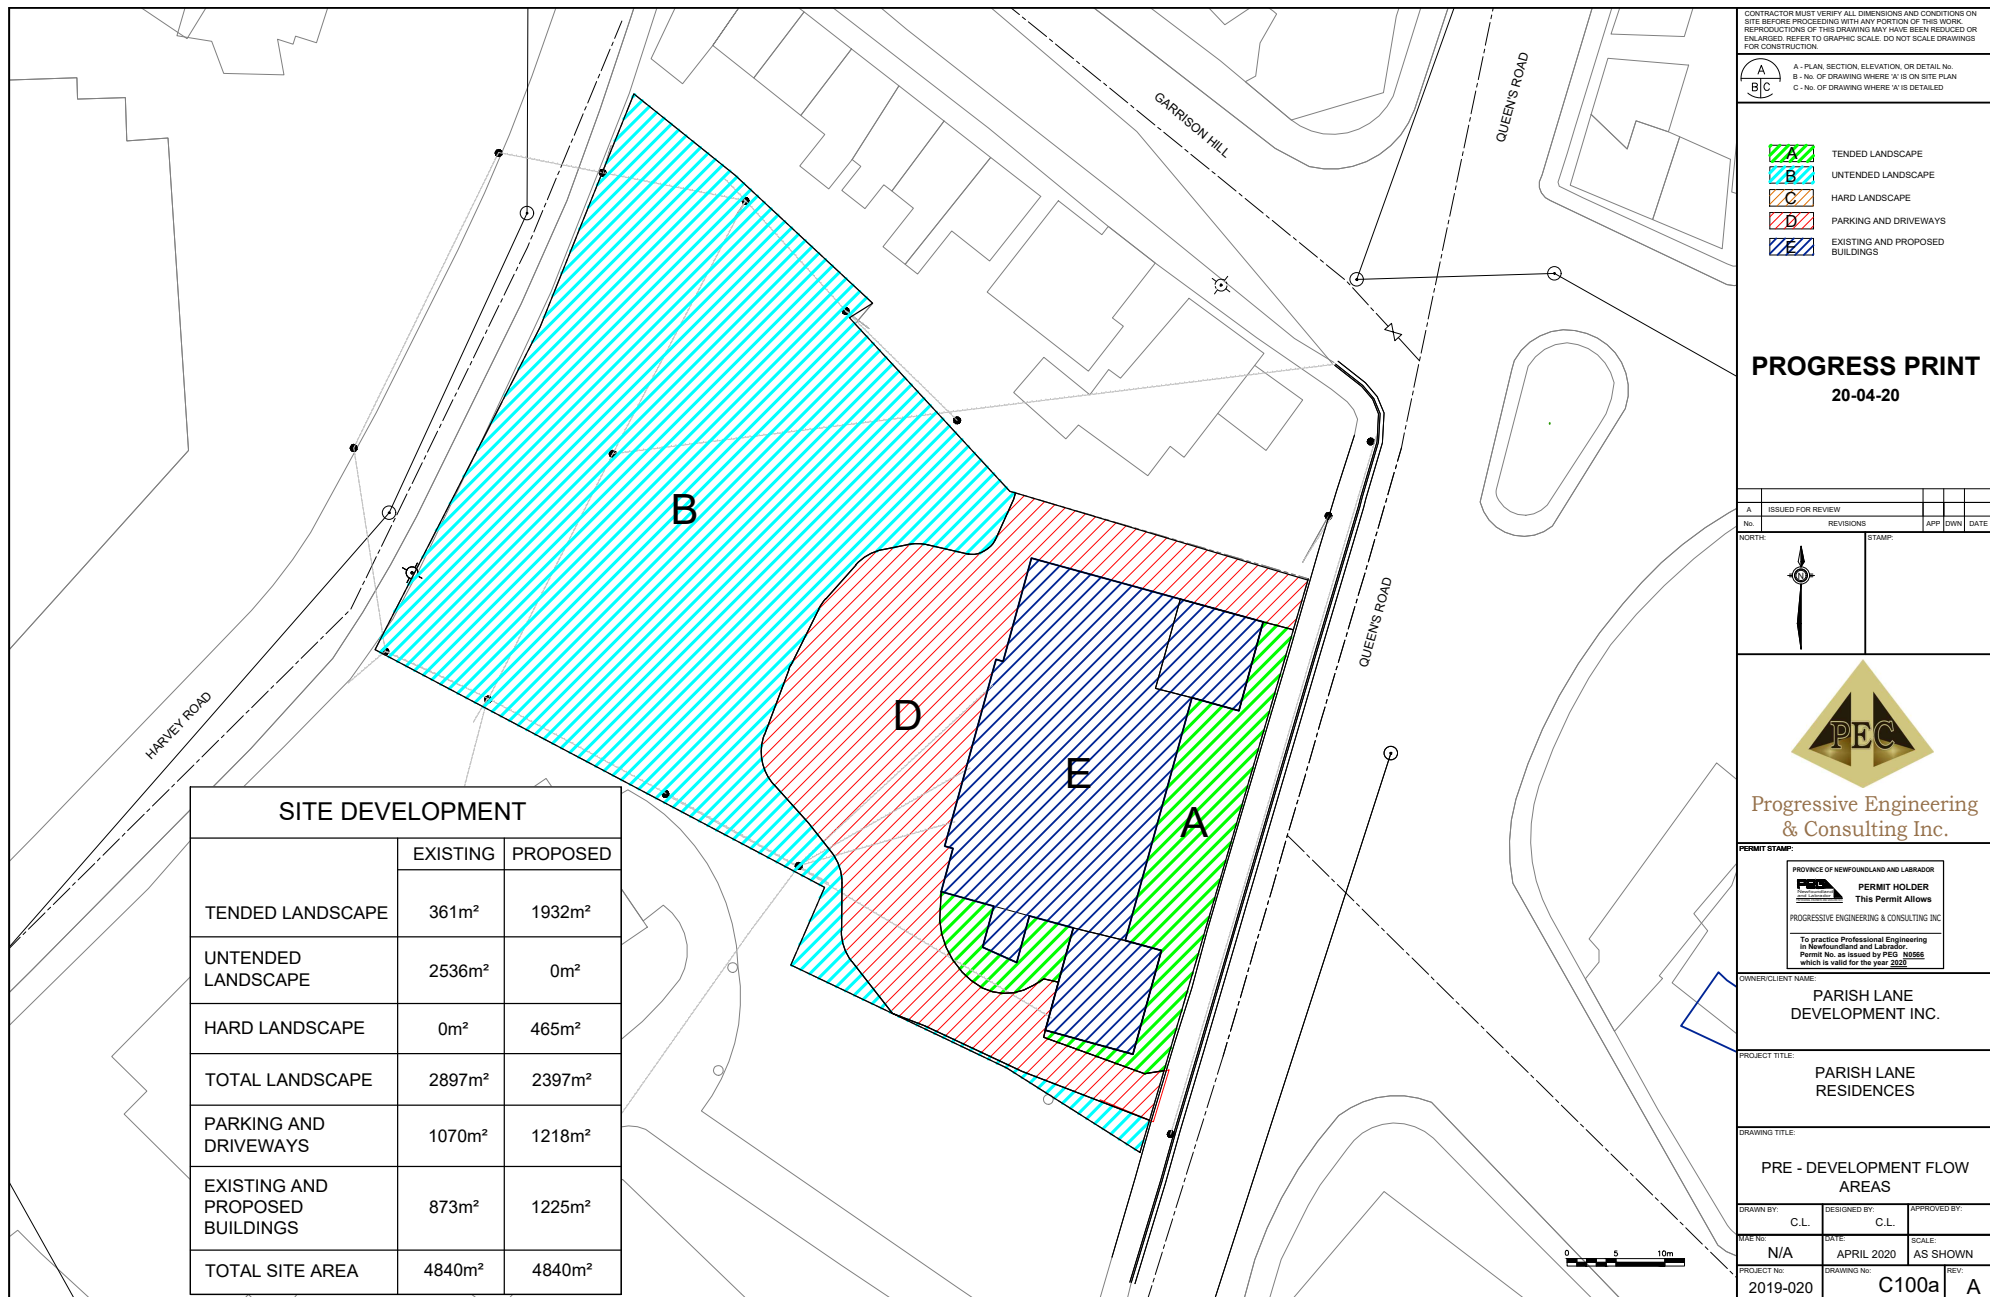 CONTRACTOR MUST VERIFY ALL DIMENSIONS AND CONDITIONS ON
SITE BEFORE PROCEEDING WITH ANY PORTION OF THIS WORK.
REPRODUCTIONS OF THIS DRAWING MAY HAVE BEEN REDUCED OR
ENLARGED. REFER TO GRAPHIC SCALE. DO NOT SCALE DRAWINGS
FOR CONSTRUCTION.
A
B C
A - PLAN, SECTION, ELEVATION, OR DETAIL No.
B - No. OF DRAWING WHERE 'A' IS ON SITE PLAN
C - No. OF DRAWING WHERE 'A' IS DETAILED
A TENDED LANDSCAPE
B UNTENDED LANDSCAPE
C HARD LANDSCAPE
D PARKING AND DRIVEWAYS
E EXISTING AND PROPOSED
BUILDINGS
PROGRESS PRINT
20-04-20
A ISSUED FOR REVIEW
No. REVISIONS APP DWN DATE
NORTH: STAMP:
N
PEC
Progressive Engineering
& Consulting Inc.
PERMIT STAMP:
PROVINCE OF NEWFOUNDLAND AND LABRADOR
PERMIT HOLDER
This Permit Allows
PROGRESSIVE ENGINEERING & CONSULTING INC
To practice Professional Engineering
in Newfoundland and Labrador.
Permit No. as issued by PEG N0566
which is valid for the year 2020
OWNER/CLIENT NAME:
PARISH LANE
DEVELOPMENT INC.
PROJECT TITLE:
PARISH LANE
RESIDENCES
DRAWING TITLE:
PRE - DEVELOPMENT FLOW
AREAS
DRAWN BY: C.L. DESIGNED BY: C.L. APPROVED BY:
MAE No: N/A DATE: APRIL 2020 SCALE: AS SHOWN
PROJECT No: 2019-020 DRAWING No: C100a REV: A
GARRISON HILL
QUEEN'S ROAD
QUEEN'S ROAD
HARVEY ROAD
B
D
E
A
0 5 10m
SITE DEVELOPMENT
EXISTING PROPOSED
TENDED LANDSCAPE 361m² 1932m²
UNTENDED
LANDSCAPE 2536m² 0m²
HARD LANDSCAPE 0m² 465m²
TOTAL LANDSCAPE 2897m² 2397m²
PARKING AND
DRIVEWAYS 1070m² 1218m²
EXISTING AND
PROPOSED
BUILDINGS 873m² 1225m²
TOTAL SITE AREA 4840m² 4840m²